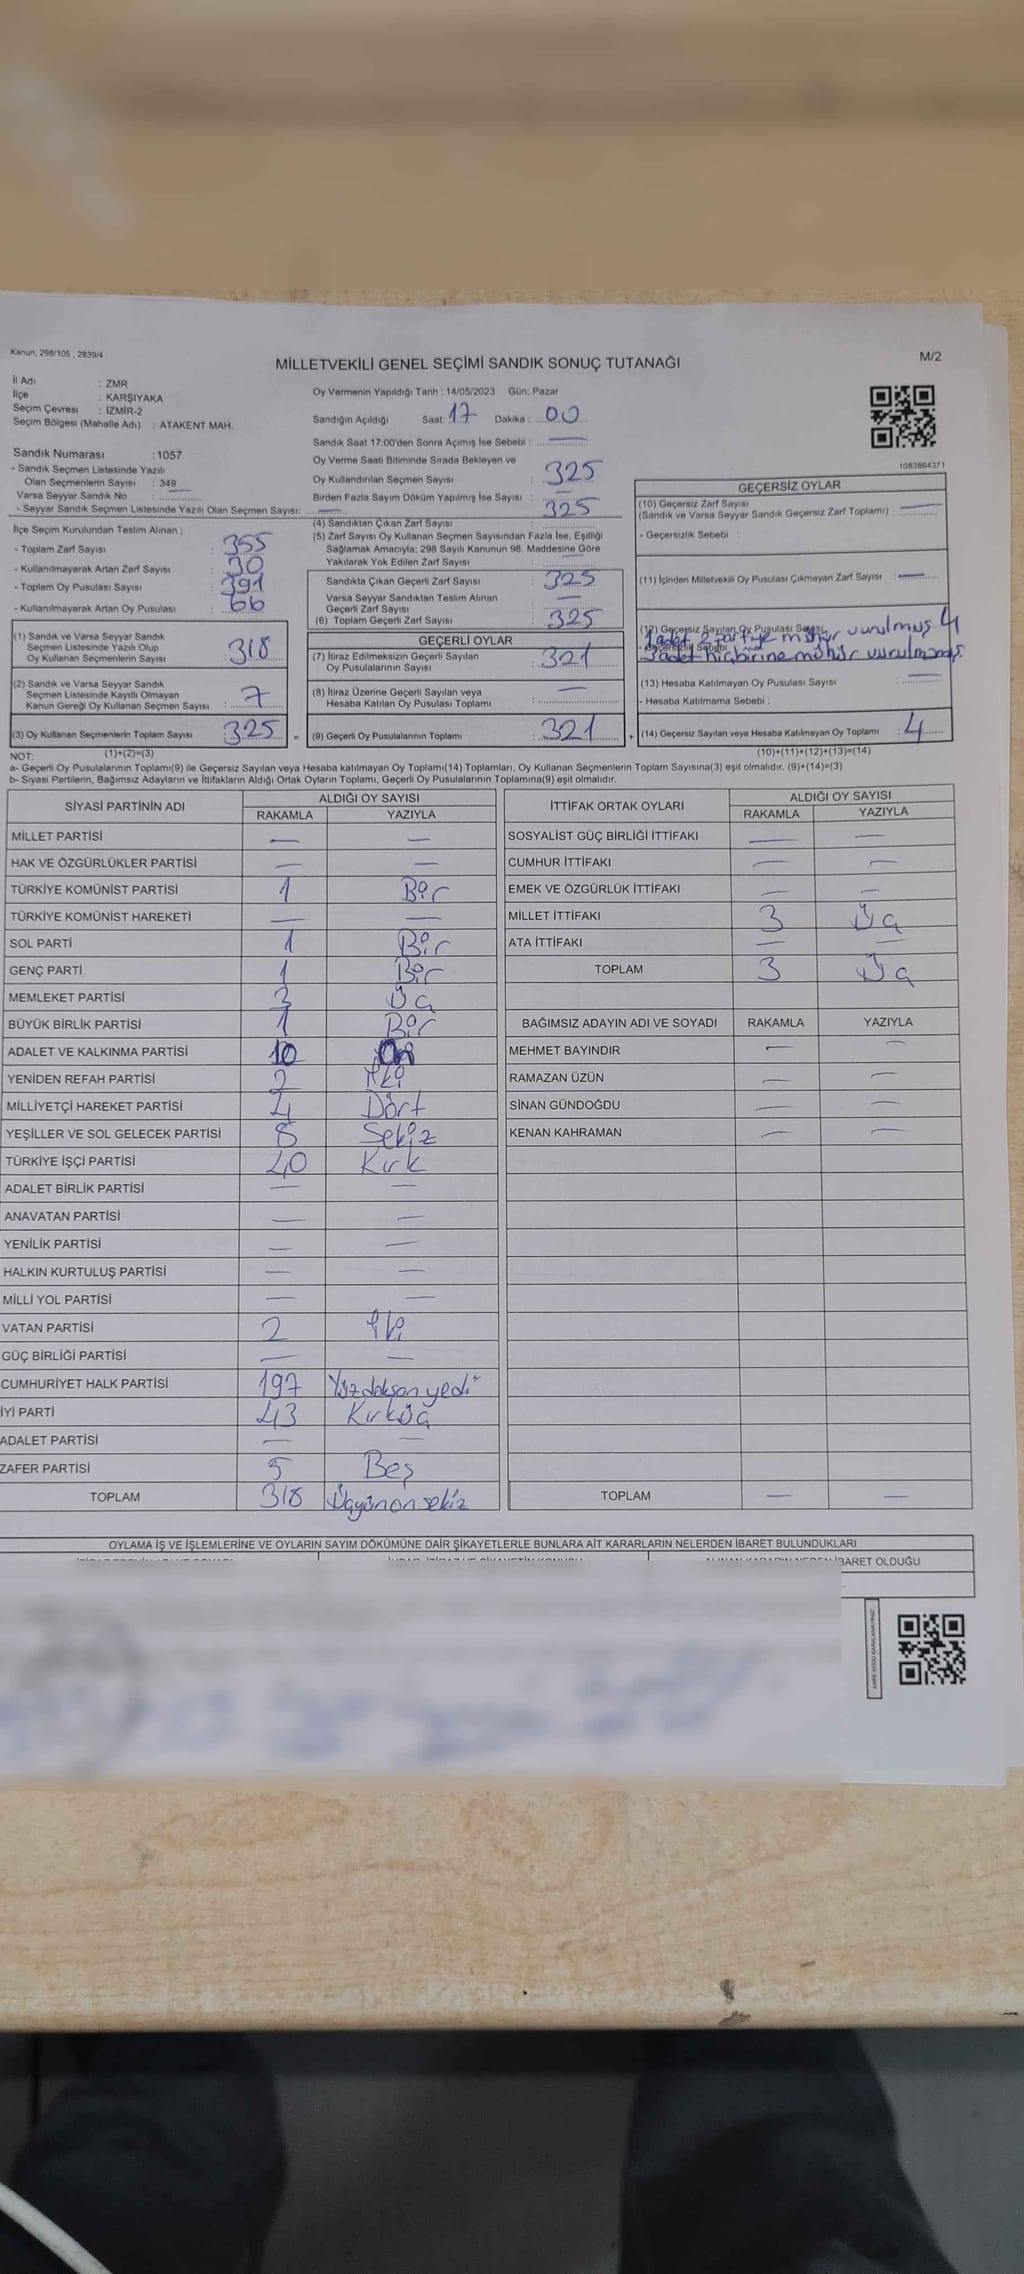 Kanun; 298/105 , 2839/4
MİLLETVEKİLİ GENEL SEÇİMİ SANDIK SONUÇ TUTANAĞI
M/2
İl Adı : ZMR
İlçe : KARŞIYAKA
Seçim Çevresi : İZMİR-2
Seçim Bölgesi (Mahalle Adı) : ATAKENT MAH.
Sandık Numarası :1057
- Sandık Seçmen Listesinde Yazılı
Olan Seçmenlerin Sayısı : 349
Varsa Seyyar Sandık No : —
- Seyyar Sandık Seçmen Listesinde Yazılı Olan Seçmen Sayısı: —
İlçe Seçim Kurulundan Teslim Alınan ;
- Toplam Zarf Sayısı : 355
- Kullanılmayarak Artan Zarf Sayısı : 30
- Toplam Oy Pusulası Sayısı : 391
- Kullanılmayarak Artan Oy Pusulası : 66
(1) Sandık ve Varsa Seyyar Sandık
Seçmen Listesinde Yazılı Olup
Oy Kullanan Seçmenlerin Sayısı : 318
(2) Sandık ve Varsa Seyyar Sandık
Seçmen Listesinde Kayıtlı Olmayan
Kanun Gereği Oy Kullanan Seçmen Sayısı : 7
(3) Oy Kullanan Seçmenlerin Toplam Sayısı : 325 =
Oy Vermenin Yapıldığı Tarih : 14/05/2023 Gün: Pazar
Sandığın Açıldığı Saat: 17 Dakika : 00
Sandık Saat 17:00'den Sonra Açımış İse Sebebi : —
Oy Verme Saati Bitiminde Sırada Bekleyen ve
Oy Kullandırılan Seçmen Sayısı : 325
Birden Fazla Sayım Döküm Yapılmış İse Sayısı : —
(4) Sandıktan Çıkan Zarf Sayısı : 325
(5) Zarf Sayısı Oy Kullanan Seçmen Sayısından Fazla İse, Eşitliği
Sağlamak Amacıyla; 298 Sayılı Kanunun 98. Maddesine Göre
Yakılarak Yok Edilen Zarf Sayısı :
Sandıkta Çıkan Geçerli Zarf Sayısı : 325
Varsa Seyyar Sandıktan Teslim Alınan
Geçerli Zarf Sayısı : —
(6) Toplam Geçerli Zarf Sayısı : 325
GEÇERLİ OYLAR
(7) İtiraz Edilmeksizin Geçerli Sayılan
Oy Pusulalarının Sayısı : 321
(8) İtiraz Üzerine Geçerli Sayılan veya
Hesaba Katılan Oy Pusulası Toplamı : —
(9) Geçerli Oy Pusulalarının Toplamı : 321 +
1083864371
GEÇERSİZ OYLAR
(10) Geçersiz Zarf Sayısı
(Sandık ve Varsa Seyyar Sandık Geçersiz Zarf Toplamı) : —
- Geçersizlik Sebebi :
(11) İçinden Milletvekili Oy Pusulası Çıkmayan Zarf Sayısı : —
(12) Geçersiz Sayılan Oy Pusulası Sayısı 4
1 adet 2 partiye mühür vurulmuş
- Geçersizlik Sebebi
3 adet hiçbirine mühür vurulmamış.
(13) Hesaba Katılmayan Oy Pusulası Sayısı : —
- Hesaba Katılmama Sebebi :
(14) Geçersiz Sayılan veya Hesaba Katılmayan Oy Toplamı : 4
NOT: (1)+(2)=(3) (10)+(11)+(12)+(13)=(14)
a- Geçerli Oy Pusulalarının Toplamı(9) ile Geçersiz Sayılan veya Hesaba katılmayan Oy Toplamı(14) Toplamları, Oy Kullanan Seçmenlerin Toplam Sayısına(3) eşit olmalıdır. (9)+(14)=(3)
b- Siyasi Partilerin, Bağımsız Adayların ve İttifakların Aldığı Ortak Oyların Toplamı, Geçerli Oy Pusulalarının Toplamına(9) eşit olmalıdır.
SİYASİ PARTİNİN ADI ALDIĞI OY SAYISI
RAKAMLA YAZIYLA
MİLLET PARTİSİ — —
HAK VE ÖZGÜRLÜKLER PARTİSİ — —
TÜRKİYE KOMÜNİST PARTİSİ 1 Bir
TÜRKİYE KOMÜNİST HAREKETİ — —
SOL PARTİ 1 Bir
GENÇ PARTİ 1 Bir
MEMLEKET PARTİSİ 3 Üç
BÜYÜK BİRLİK PARTİSİ 1 Bir
ADALET VE KALKINMA PARTİSİ 10 On
YENİDEN REFAH PARTİSİ 2 İki
MİLLİYETÇİ HAREKET PARTİSİ 4 Dört
YEŞİLLER VE SOL GELECEK PARTİSİ 8 Sekiz
TÜRKİYE İŞÇİ PARTİSİ 40 Kırk
ADALET BİRLİK PARTİSİ — —
ANAVATAN PARTİSİ — —
YENİLİK PARTİSİ — —
HALKIN KURTULUŞ PARTİSİ — —
MİLLİ YOL PARTİSİ — —
VATAN PARTİSİ 2 İki
GÜÇ BİRLİĞİ PARTİSİ — —
CUMHURİYET HALK PARTİSİ 197 Yüzdoksanyedi
İYİ PARTİ 43 Kırküç
ADALET PARTİSİ — —
ZAFER PARTİSİ 5 Beş
TOPLAM 318 Üçyüzonsekiz
İTTİFAK ORTAK OYLARI ALDIĞI OY SAYISI
RAKAMLA YAZIYLA
SOSYALİST GÜÇ BİRLİĞİ İTTİFAKI — —
CUMHUR İTTİFAKI — —
EMEK VE ÖZGÜRLÜK İTTİFAKI — —
MİLLET İTTİFAKI 3 Üç
ATA İTTİFAKI — —
TOPLAM 3 Üç
BAĞIMSIZ ADAYIN ADI VE SOYADI RAKAMLA YAZIYLA
MEHMET BAYINDIR — —
RAMAZAN ÜZÜN — —
SİNAN GÜNDOĞDU — —
KENAN KAHRAMAN — —
TOPLAM — —
OYLAMA İŞ VE İŞLEMLERİNE VE OYLARIN SAYIM DÖKÜMÜNE DAİR ŞİKAYETLERLE BUNLARA AİT KARARLARIN NELERDEN İBARET BULUNDUKLARI
İBARET OLDUĞU